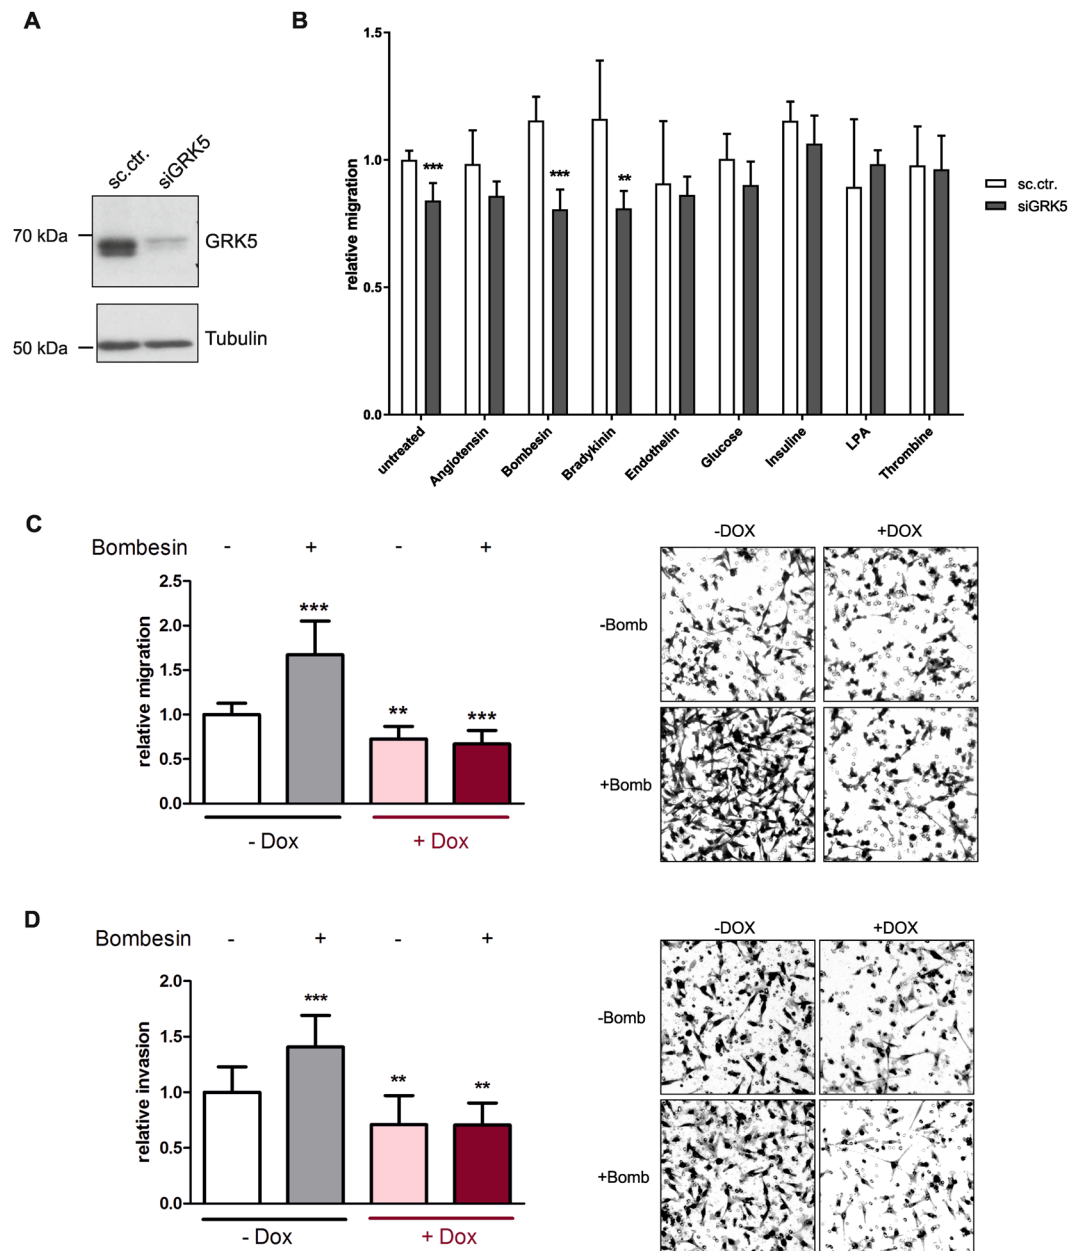 A
sc.ctr.
siGRK5
70 kDa
GRK5
50 kDa
Tubulin
B
relative migration
1.5
1.0
0.5
0.0
***
***
**
untreated
Angiotensin
Bombesin
Bradykinin
Endothelin
Glucose
Insuline
LPA
Thrombine
sc.ctr.
siGRK5
C
Bombesin - + - +
relative migration
2.5
2.0
1.5
1.0
0.5
0.0
***
**
***
- Dox
+ Dox
-DOX +DOX
-Bomb
+Bomb
D
Bombesin - + - +
relative invasion
2.0
1.5
1.0
0.5
0.0
***
**
**
- Dox
+ Dox
-DOX +DOX
-Bomb
+Bomb